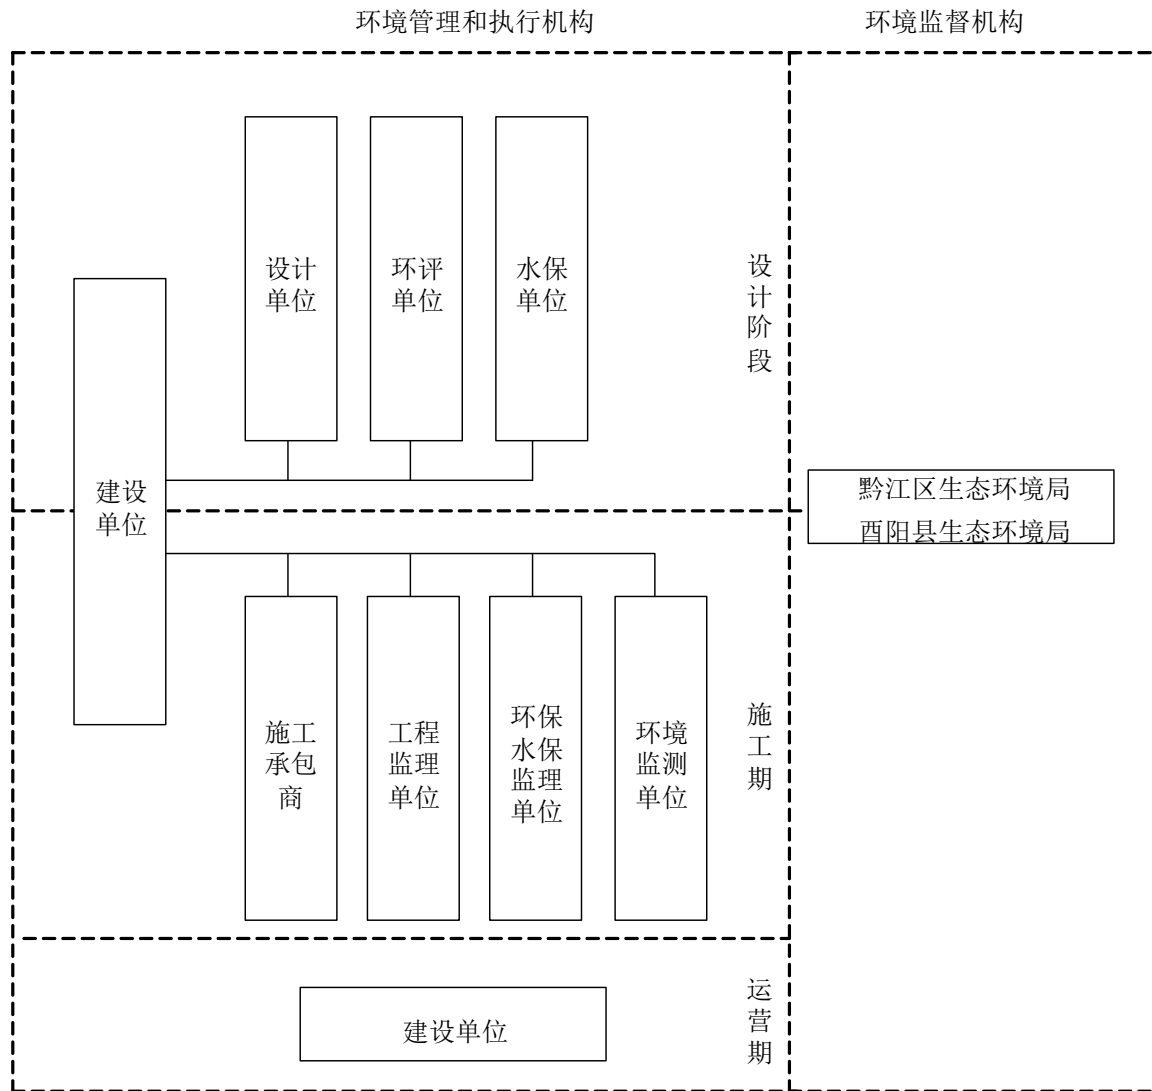 环境管理和执行机构
环境监督机构
设计
单位
环评
单位
水保
单位
设
计
阶
段
建设
单位
黔江区生态环境局
酉阳县生态环境局
施工
承包
商
工程
监理
单位
环保
水保
监理
单位
环境
监测
单位
施
工
期
建设单位
运
营
期